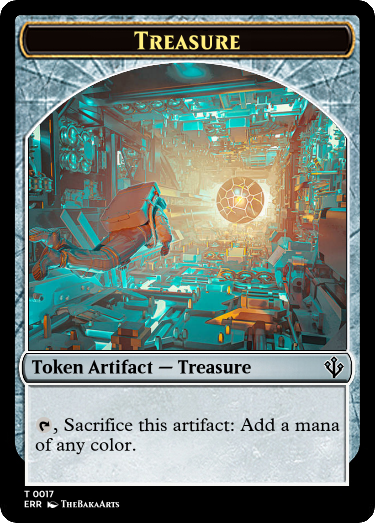 TREASURE
Token Artifact — Treasure
, Sacrifice this artifact: Add a mana
of any color.
T 0017
ERR TheBakaArts